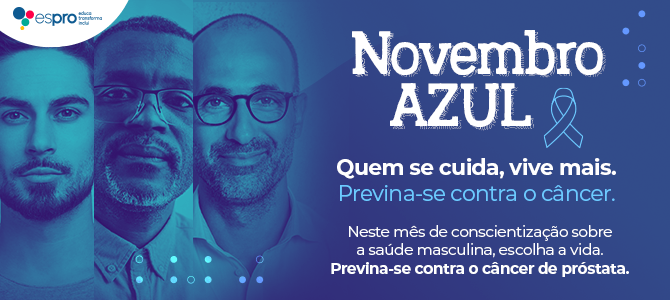 espro
educa
transforma
inclui
Novembro
AZUL
Quem se cuida, vive mais.
Previna-se contra o câncer.
Neste mês de conscientização sobre
a saúde masculina, escolha a vida.
Previna-se contra o câncer de próstata.